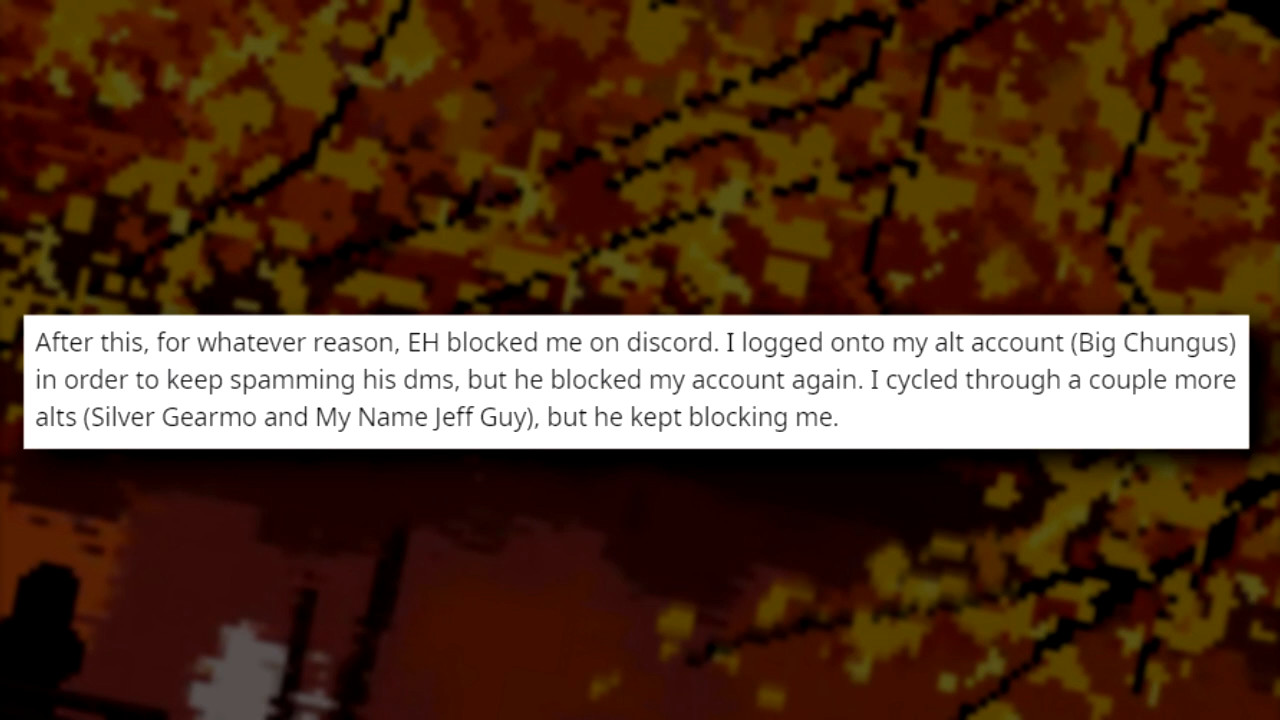 After this, for whatever reason, EH blocked me on discord. I logged onto my alt account (Big Chungus)
in order to keep spamming his dms, but he blocked my account again. I cycled through a couple more
alts (Silver Gearmo and My Name Jeff Guy), but he kept blocking me.